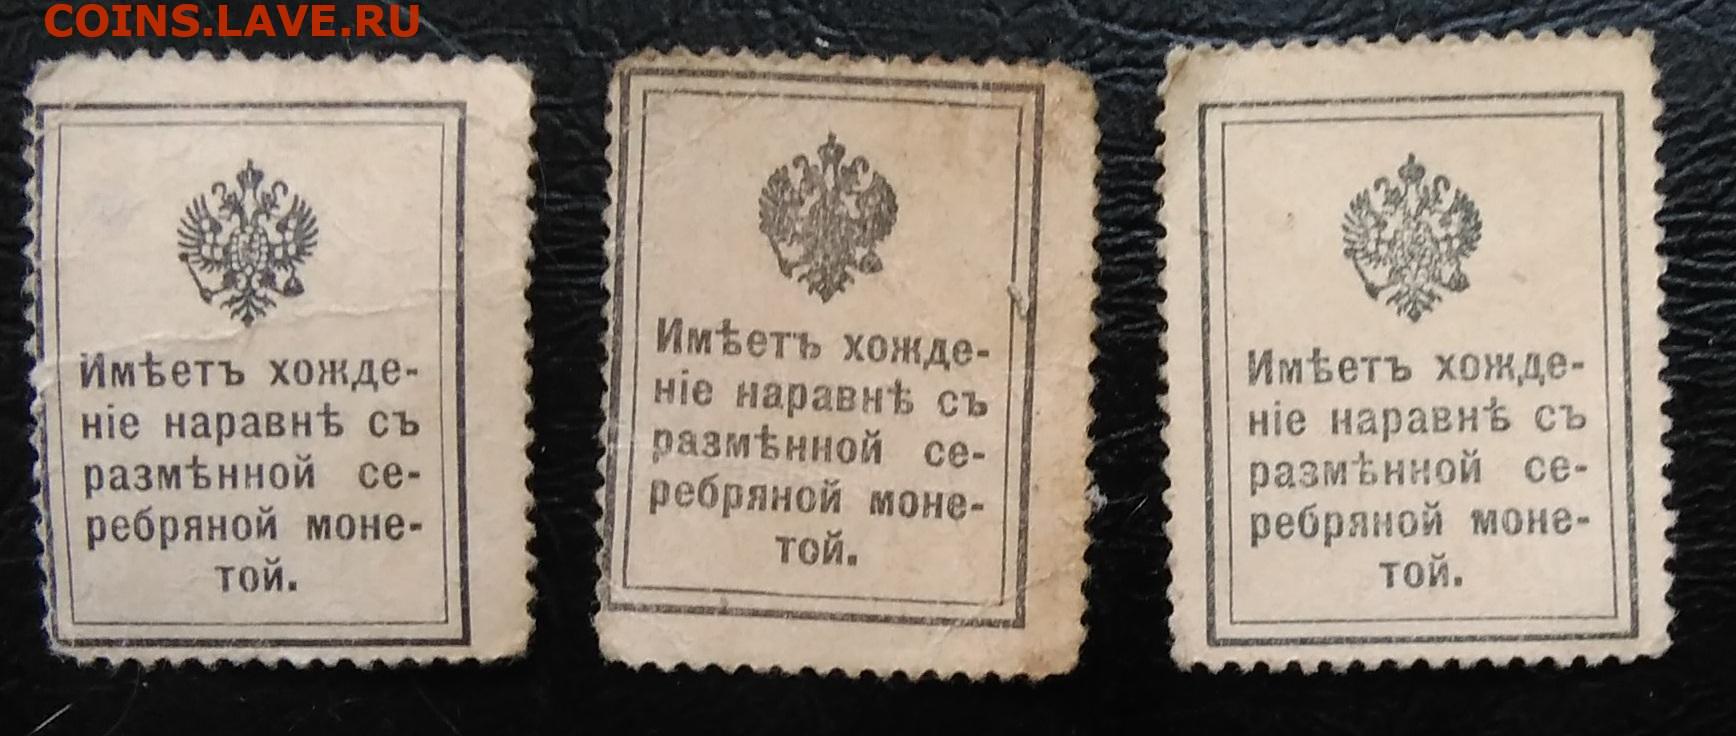 COINS.LAVE.RU
Имѣетъ хожде-
ніе наравнѣ съ
размѣнной се-
ребряной моне-
той.
Имѣетъ хожде-
ніе наравнѣ съ
размѣнной се-
ребряной моне-
той.
Имѣетъ хожде-
ніе наравнѣ съ
размѣнной се-
ребряной моне-
той.